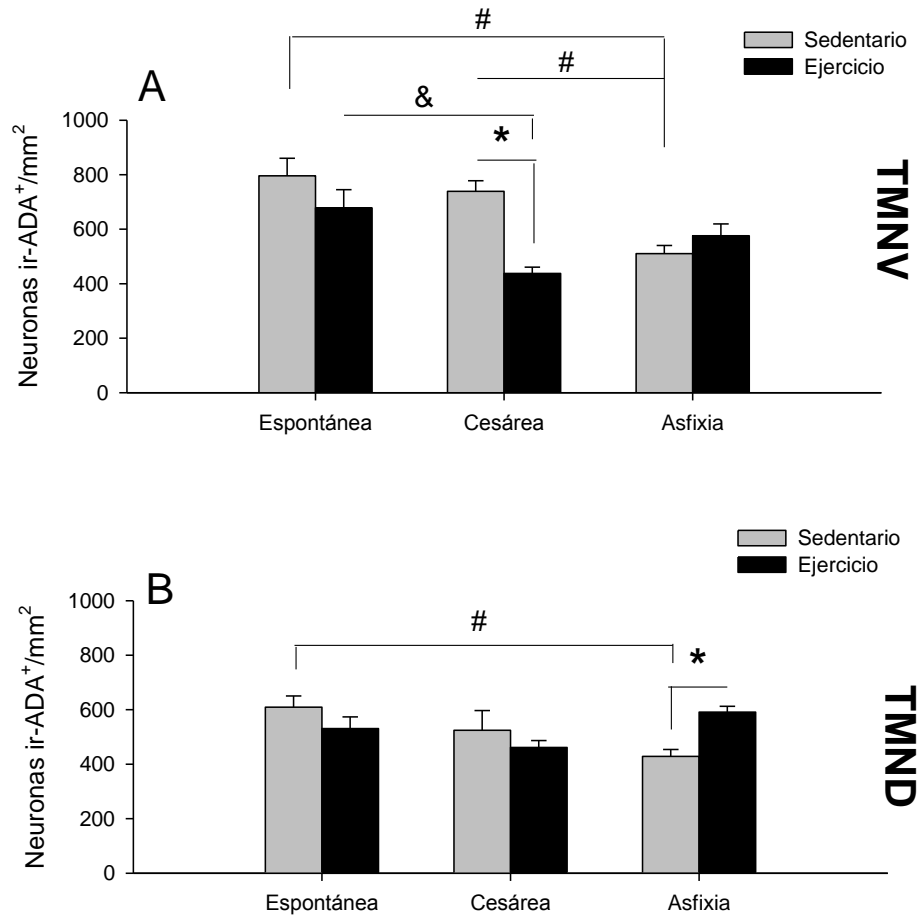 #
Sedentario
Ejercicio
A
#
&
*
1000
800
600
400
200
0
Neuronas ir-ADA⁺/mm²
TMNV
Espontánea Cesárea Asfixia
Sedentario
Ejercicio
B
#
*
1000
800
600
400
200
0
Neuronas ir-ADA⁺/mm²
TMND
Espontánea Cesárea Asfixia